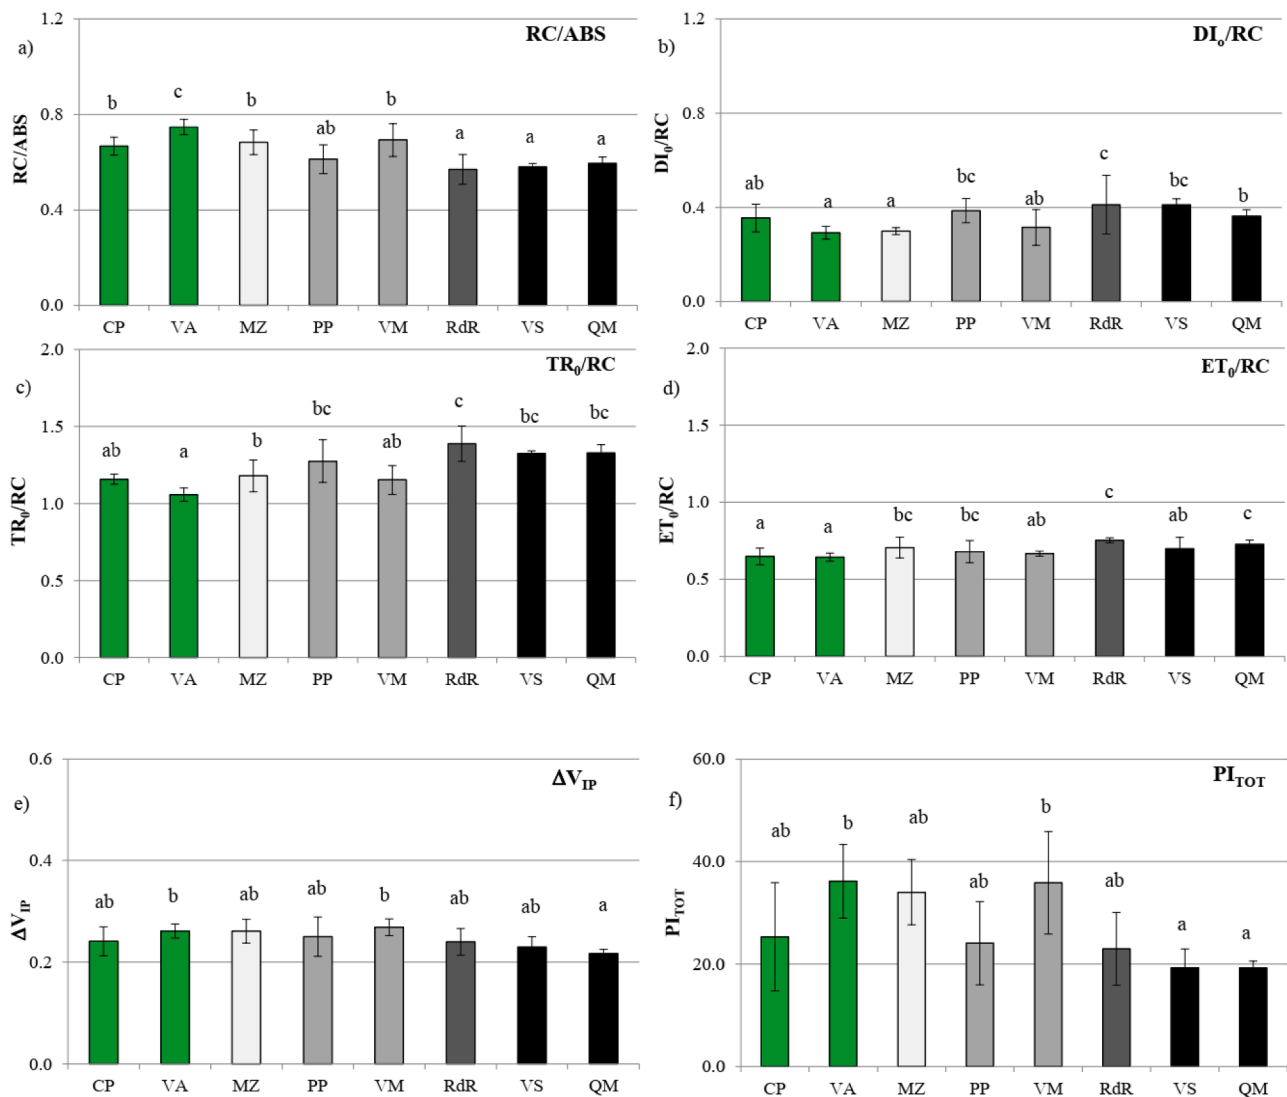 a)
RC/ABS
1.2
0.8
0.4
0.0
RC/ABS
b c b ab b a a a
CP VA MZ PP VM RdR VS QM
b)
DIo/RC
1.2
0.8
0.4
0.0
DI0/RC
ab a a bc ab c bc b
CP VA MZ PP VM RdR VS QM
c)
TR0/RC
2.0
1.5
1.0
0.5
0.0
TR0/RC
ab a b bc ab c bc bc
CP VA MZ PP VM RdR VS QM
d)
ET0/RC
2.0
1.5
1.0
0.5
0.0
ET0/RC
a a bc bc ab c ab c
CP VA MZ PP VM RdR VS QM
e)
ΔVIP
0.6
0.4
0.2
0.0
ΔVIP
ab b ab ab b ab ab a
CP VA MZ PP VM RdR VS QM
f)
PITOT
60.0
40.0
20.0
0.0
PITOT
ab b ab ab b ab a a
CP VA MZ PP VM RdR VS QM